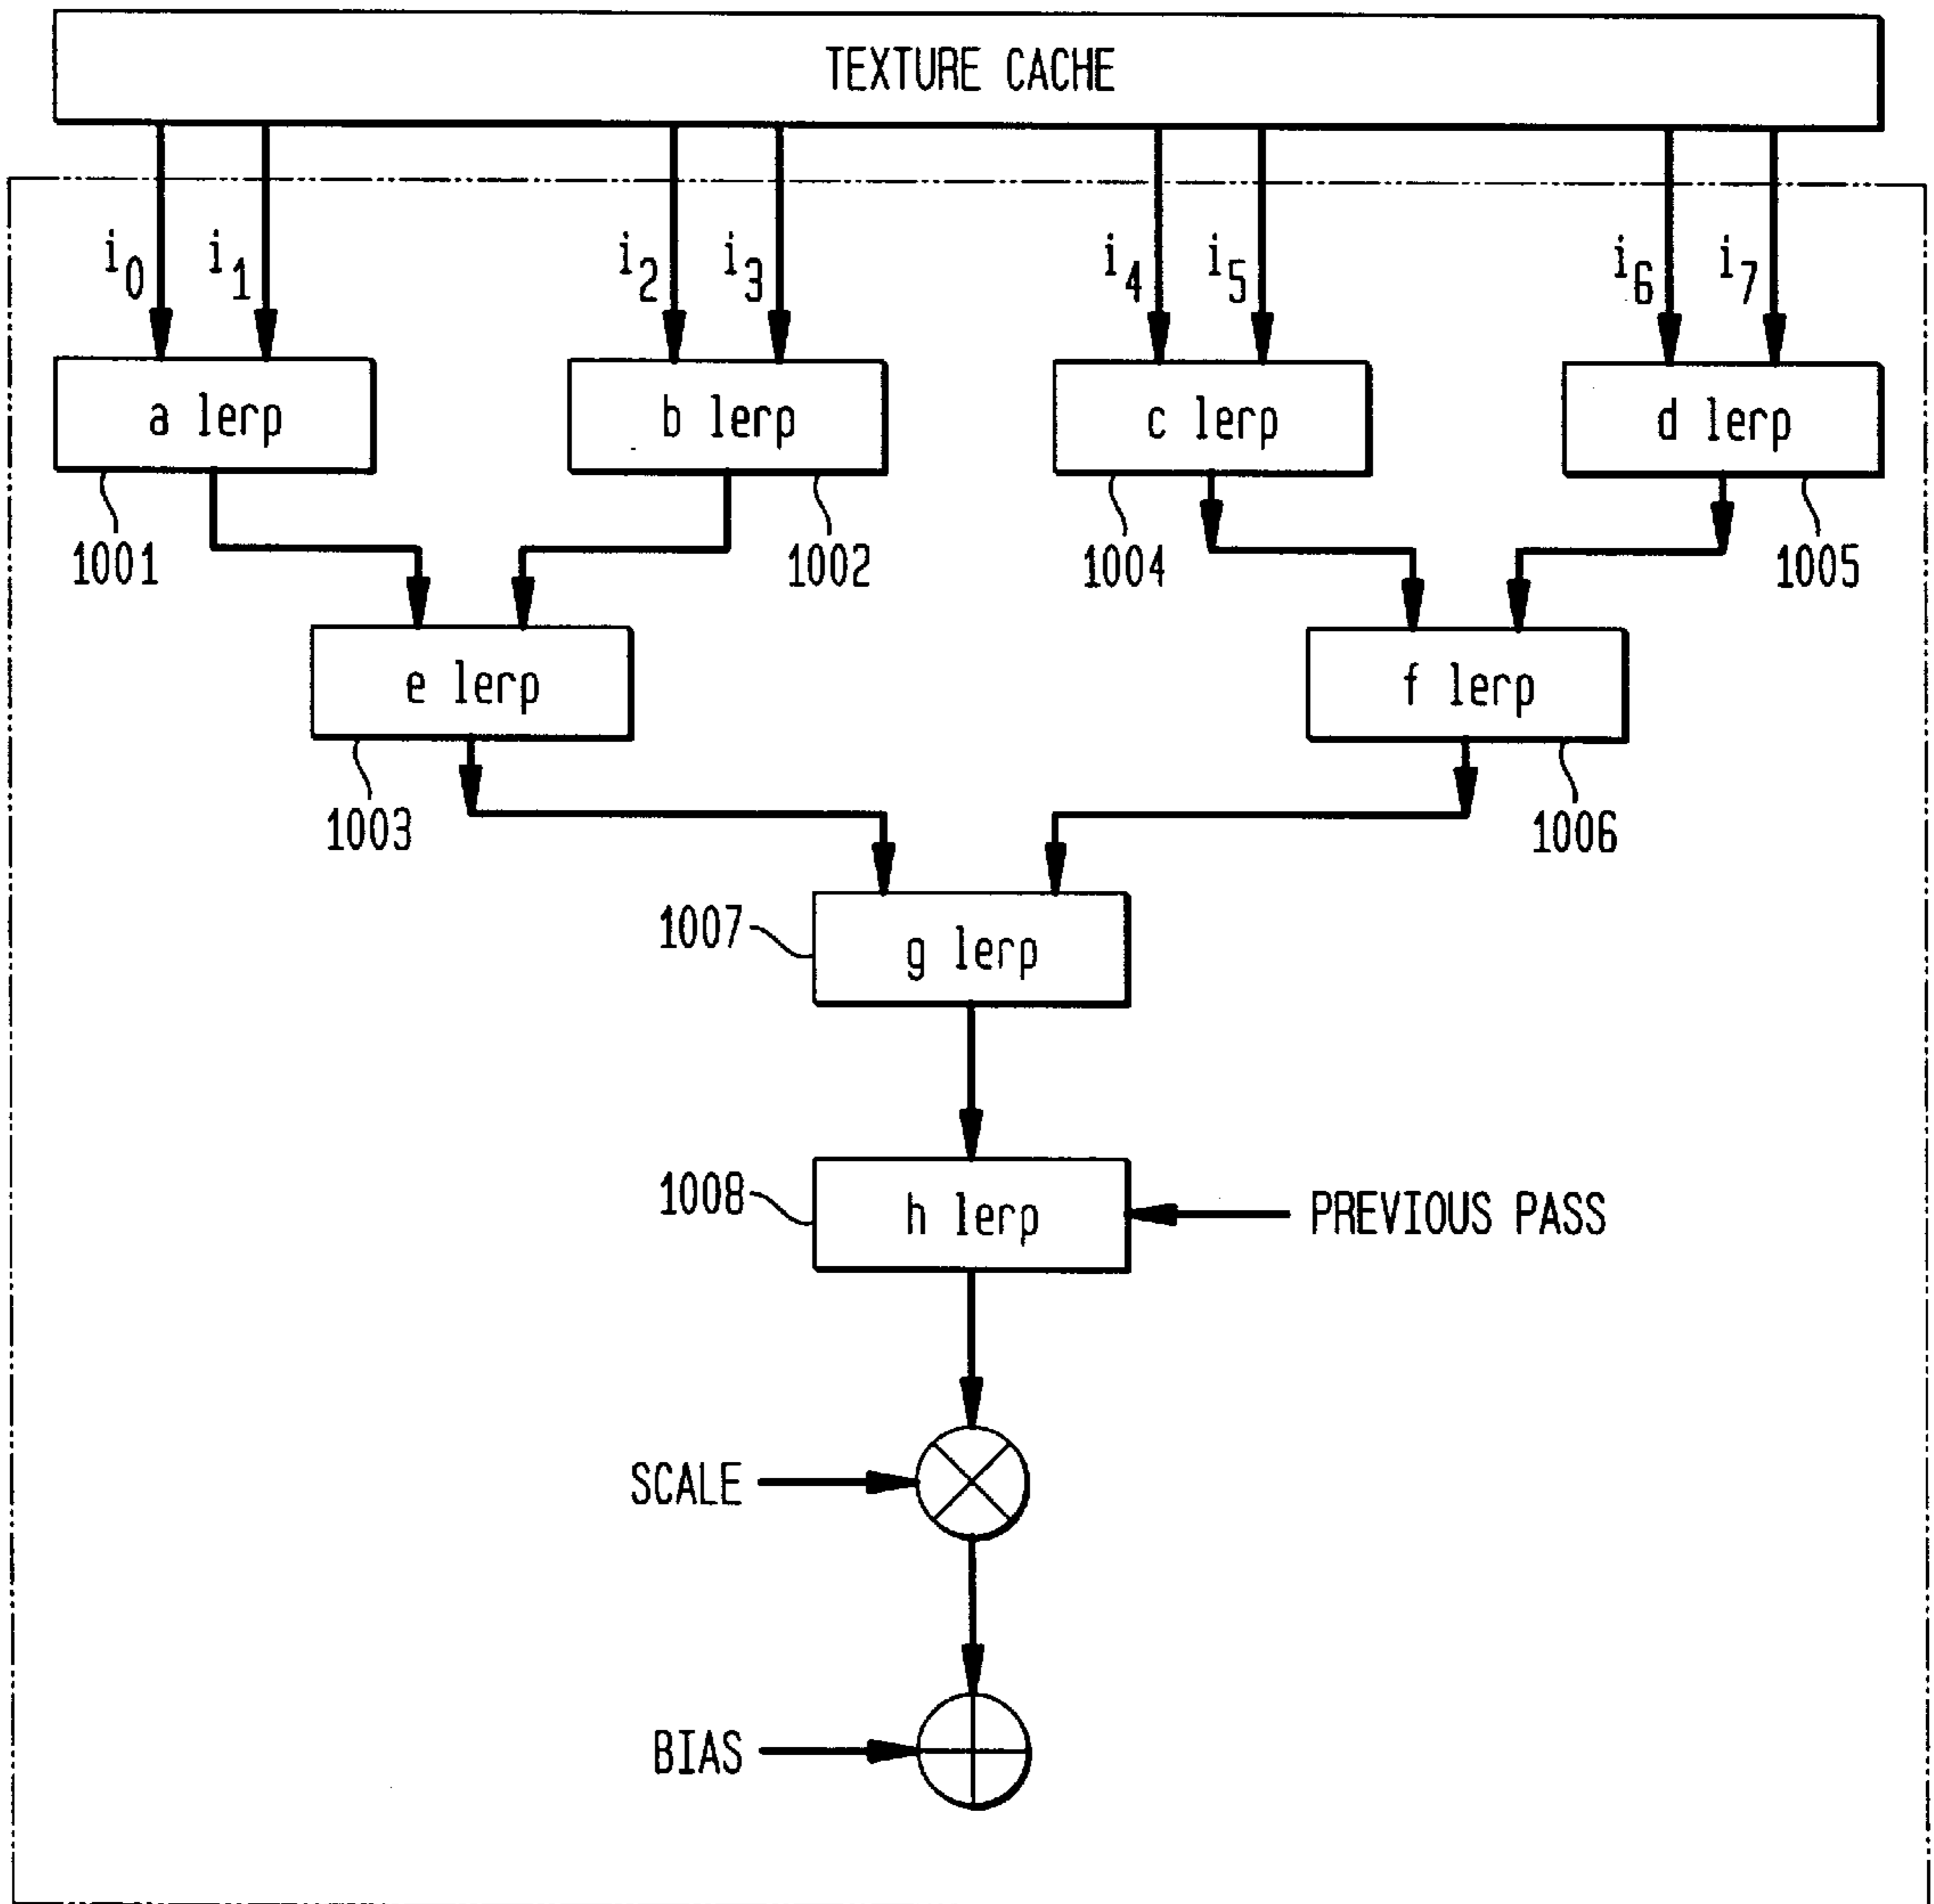 TEXTURE CACHE
i0 i1 i2 i3 i4 i5 i6 i7
a lerp b lerp c lerp d lerp
1001 1002 1004 1005
e lerp f lerp
1003 1006
1007 g lerp
1008 h lerp PREVIOUS PASS
SCALE
BIAS